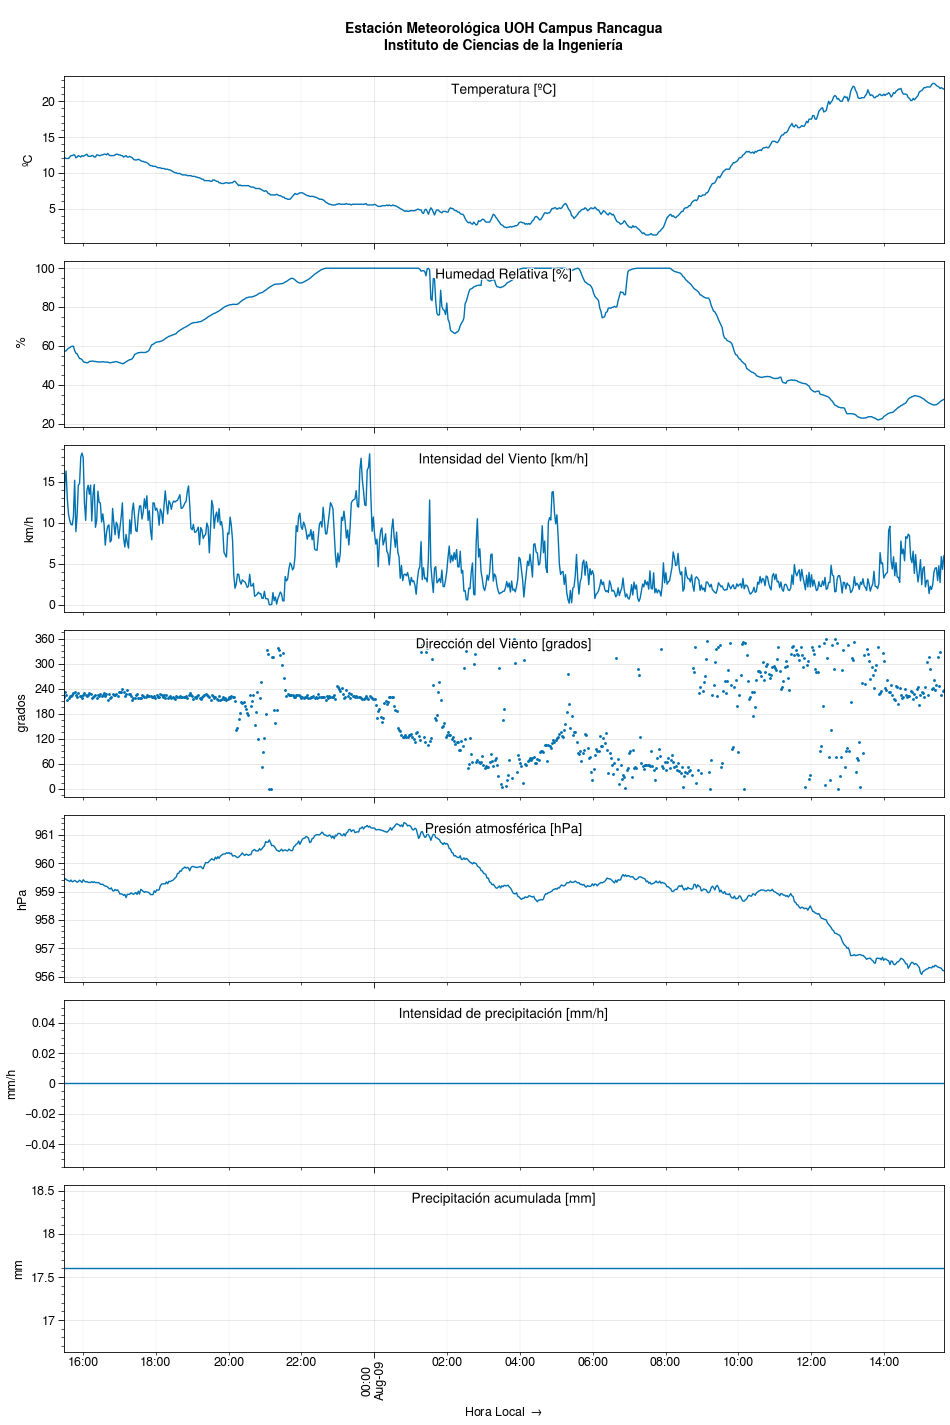 Estación Meteorológica UOH Campus Rancagua
Instituto de Ciencias de la Ingeniería
Temperatura [ºC]
ºC
20
15
10
5
Humedad Relativa [%]
%
100
80
60
40
20
Intensidad del Viento [km/h]
km/h
15
10
5
0
Dirección del Viento [grados]
grados
360
300
240
180
120
60
0
Presión atmosférica [hPa]
hPa
961
960
959
958
957
956
Intensidad de precipitación [mm/h]
mm/h
0.04
0.02
0
−0.02
−0.04
Precipitación acumulada [mm]
mm
18.5
18
17.5
17
16:00
18:00
20:00
22:00
00:00
Aug-09
02:00
04:00
06:00
08:00
10:00
12:00
14:00
Hora Local →